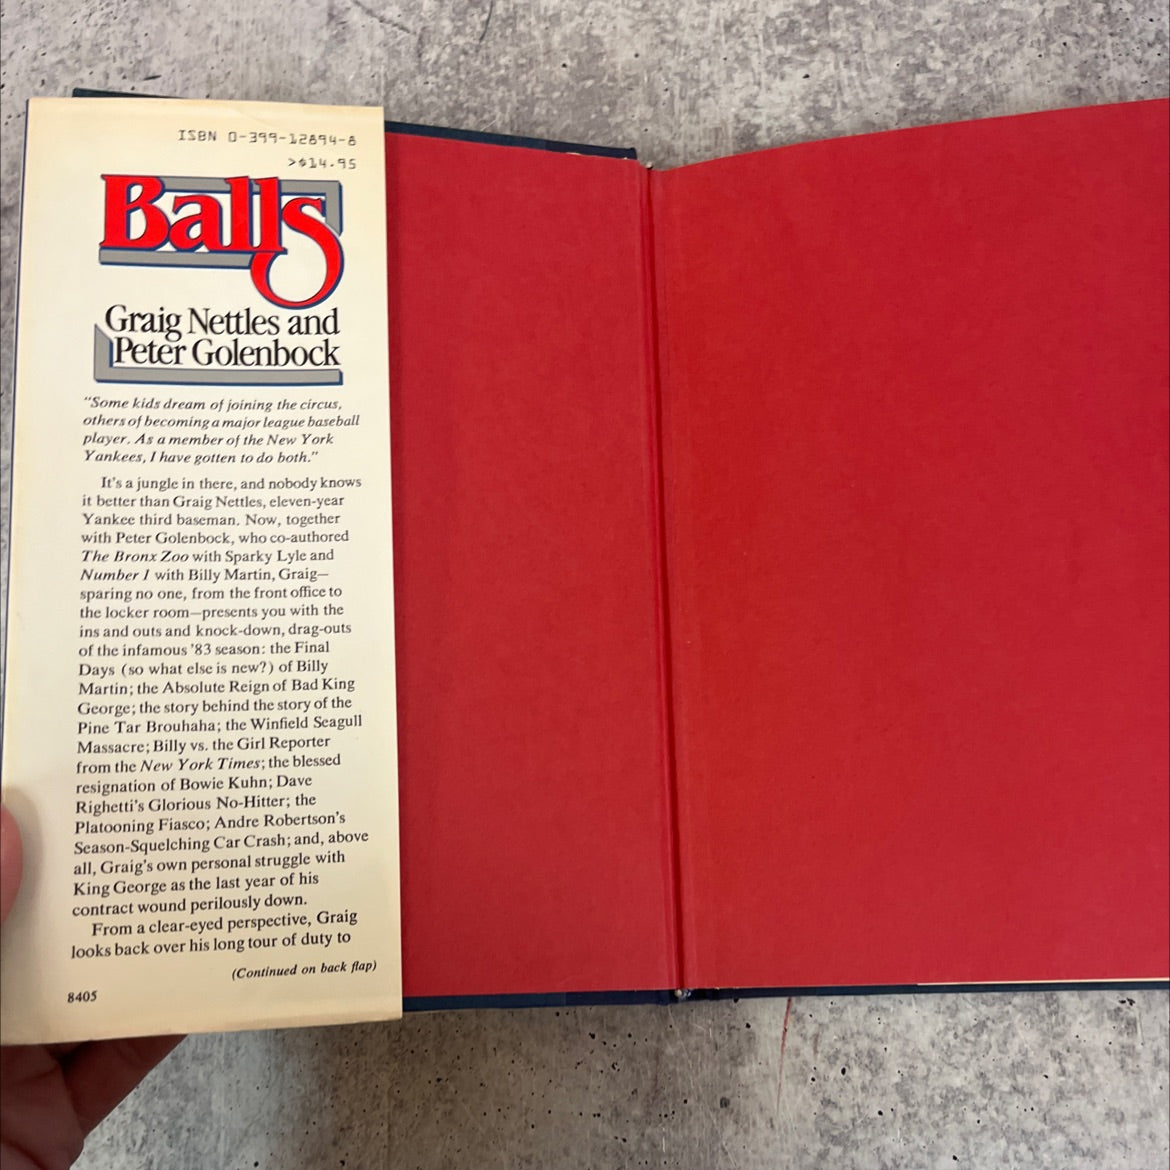 ISBN 0-399-12894-8
>$14.95
Balls
Graig Nettles and
Peter Golenbock
"Some kids dream of joining the circus,
others of becoming a major league baseball
player. As a member of the New York
Yankees, I have gotten to do both."
It's a jungle in there, and nobody knows
it better than Graig Nettles, eleven-year
Yankee third baseman. Now, together
with Peter Golenbock, who co-authored
The Bronx Zoo with Sparky Lyle and
Number 1 with Billy Martin, Graig—
sparing no one, from the front office to
the locker room—presents you with the
ins and outs and knock-down, drag-outs
of the infamous '83 season: the Final
Days (so what else is new?) of Billy
Martin; the Absolute Reign of Bad King
George; the story behind the story of the
Pine Tar Brouhaha; the Winfield Seagull
Massacre; Billy vs. the Girl Reporter
from the New York Times; the blessed
resignation of Bowie Kuhn; Dave
Righetti's Glorious No-Hitter; the
Platooning Fiasco; Andre Robertson's
Season-Squelching Car Crash; and, above
all, Graig's own personal struggle with
King George as the last year of his
contract wound perilously down.
From a clear-eyed perspective, Graig
looks back over his long tour of duty to
(Continued on back flap)
8405